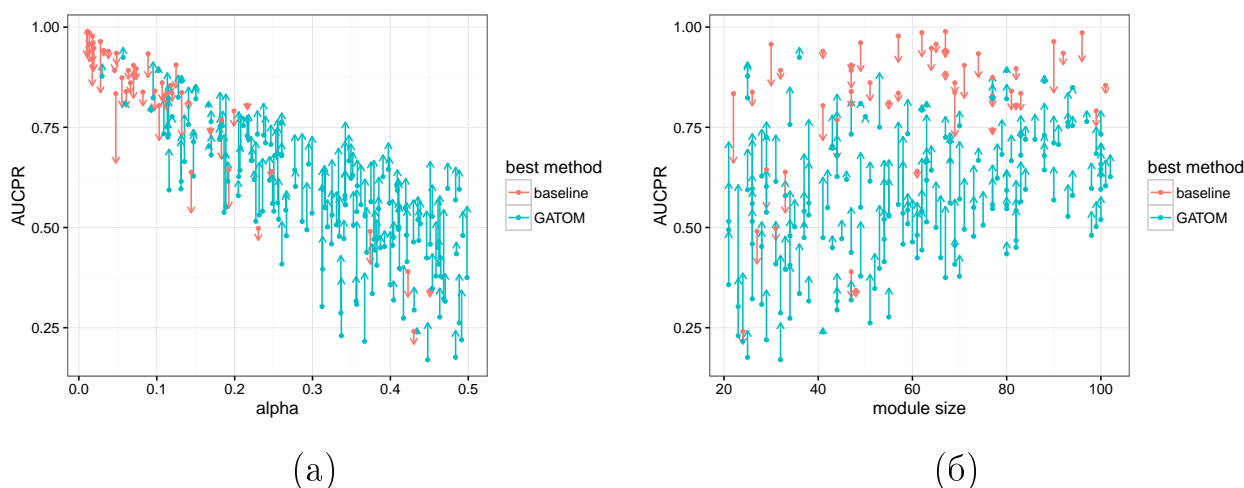 1.00
0.75
0.50
0.25
AUCPR
0.0 0.1 0.2 0.3 0.4 0.5
alpha
best method
baseline
GATOM
(а)
1.00
0.75
0.50
0.25
AUCPR
20 40 60 80 100
module size
best method
baseline
GATOM
(б)